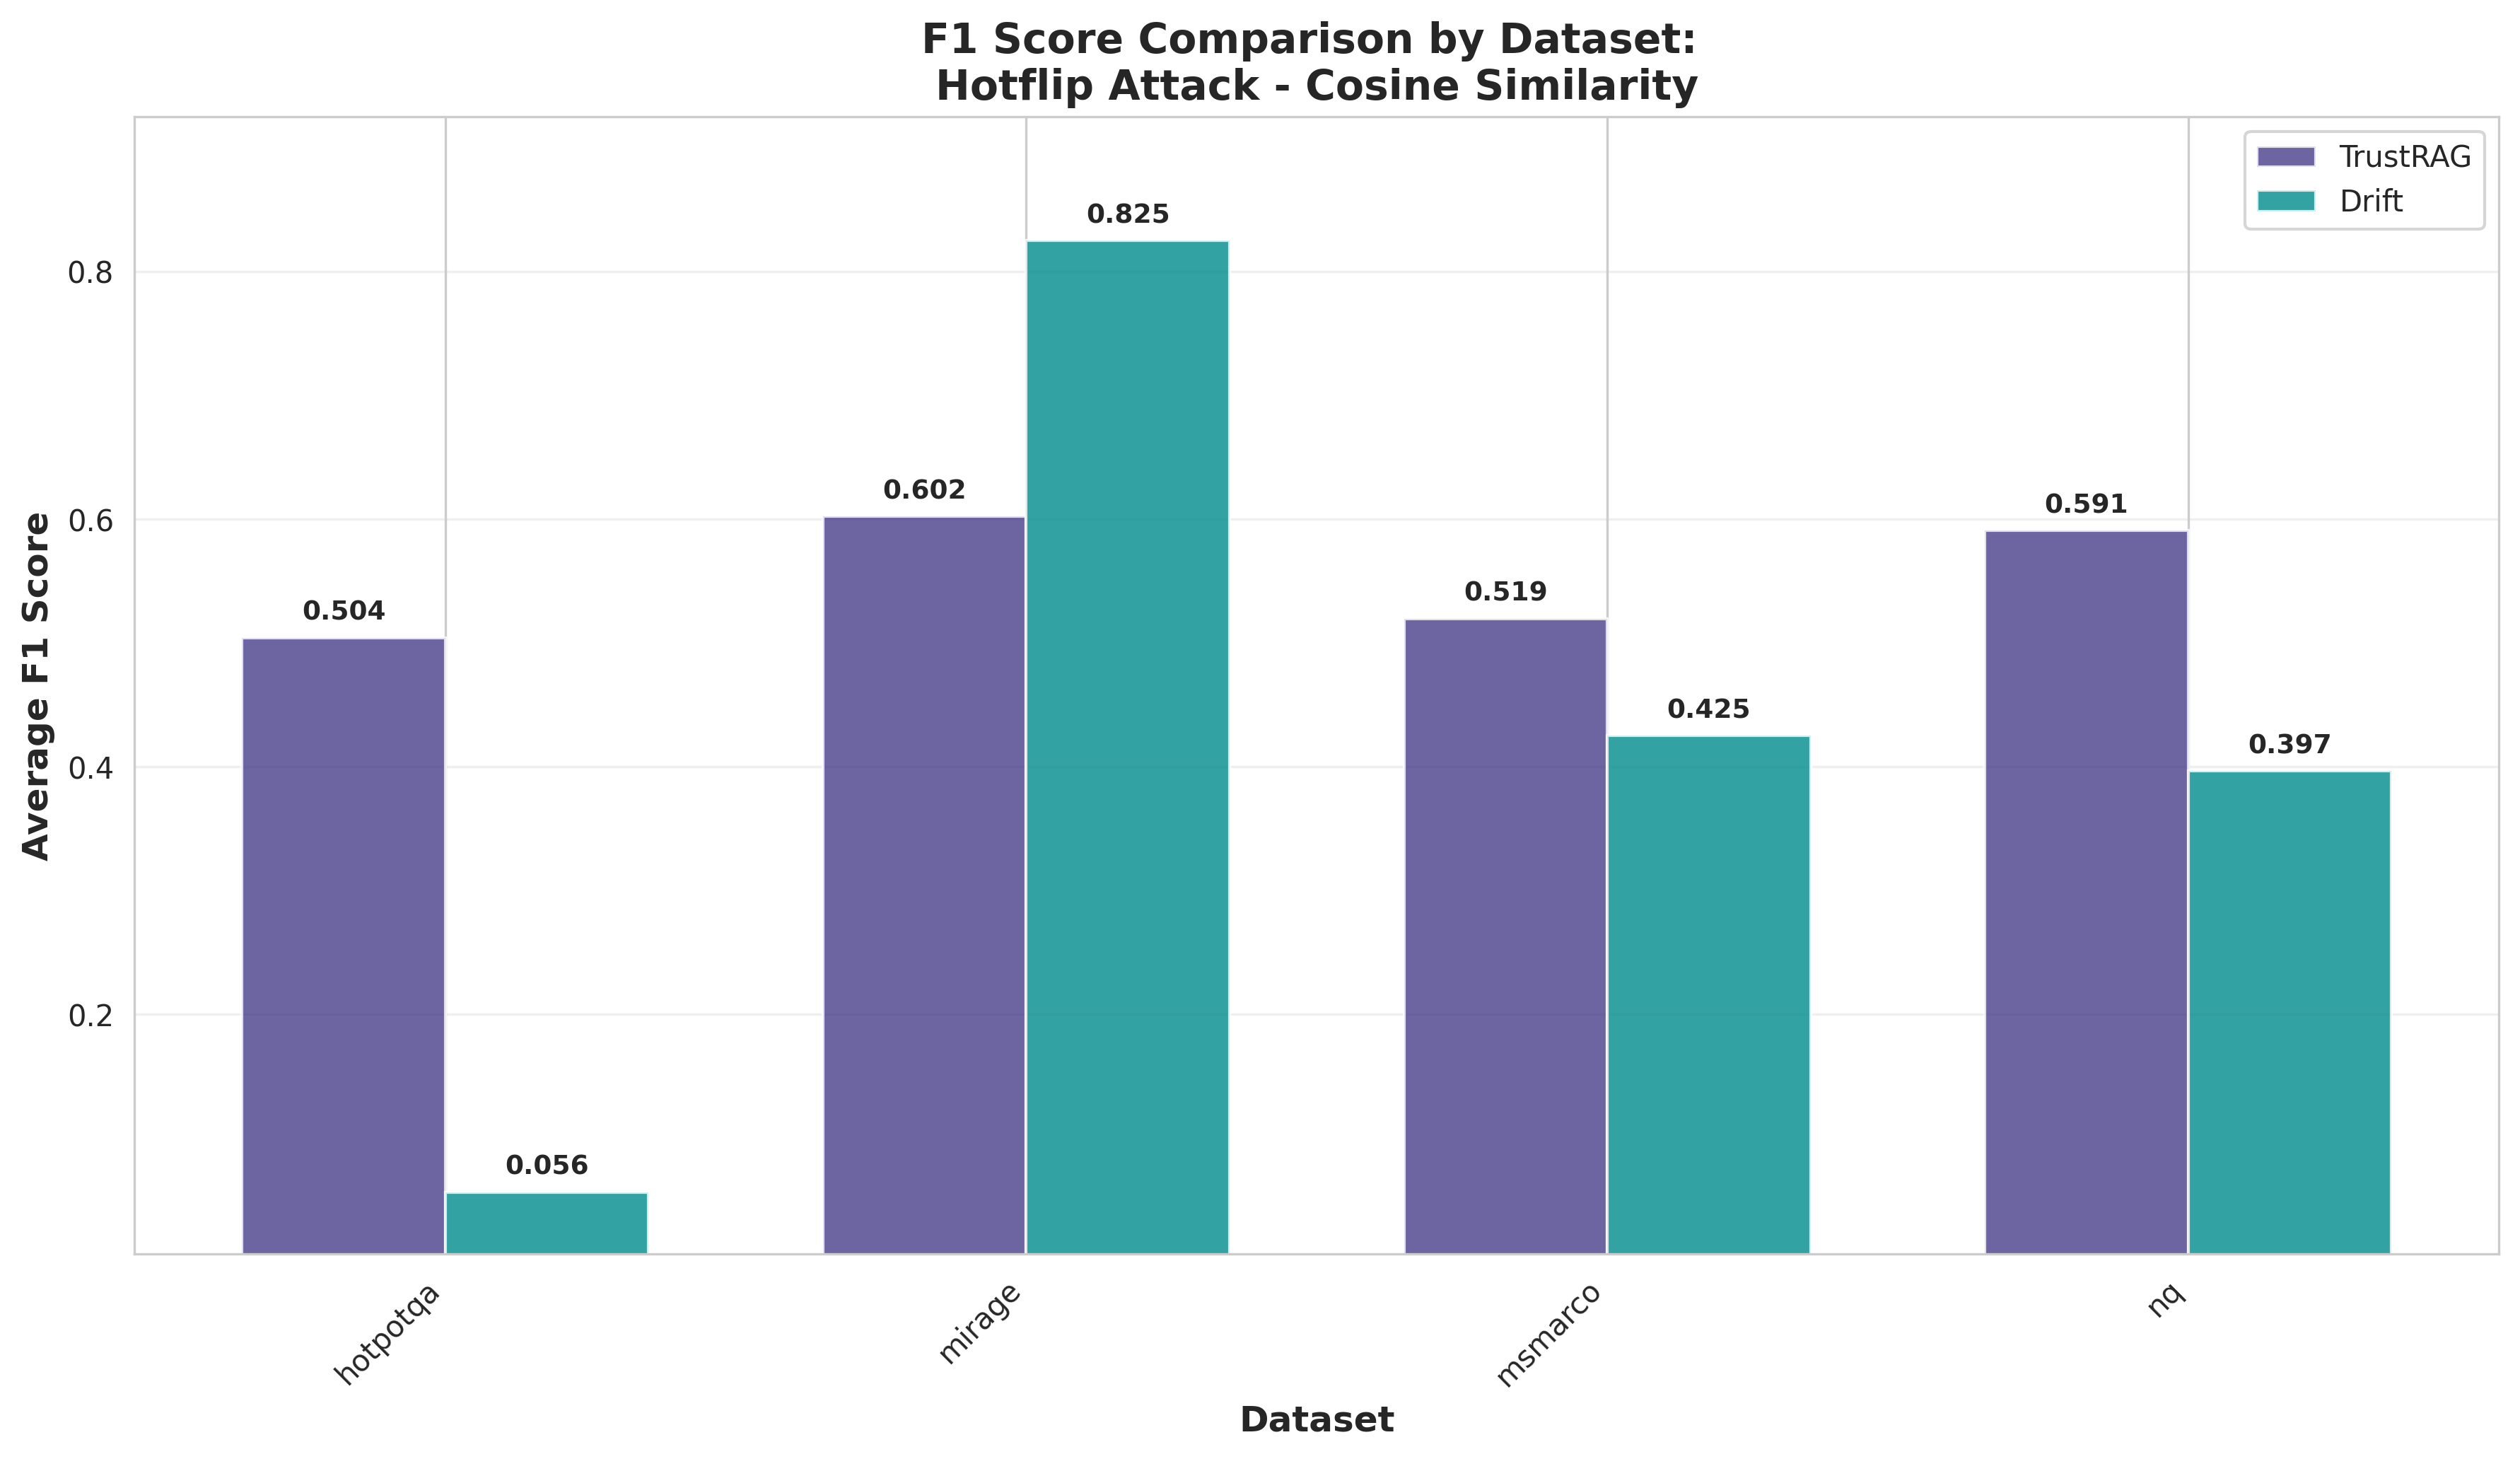 F1 Score Comparison by Dataset:
Hotflip Attack - Cosine Similarity
TrustRAG
Drift
Average F1 Score
0.8
0.6
0.4
0.2
0.504
0.056
0.602
0.825
0.519
0.425
0.591
0.397
hotpotqa
mirage
msmarco
nq
Dataset